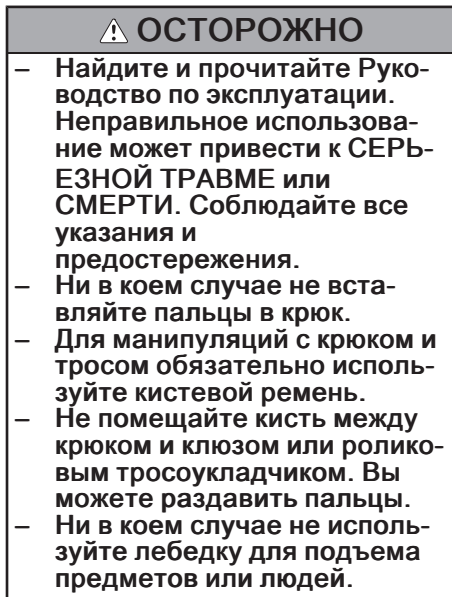 ⚠ ОСТОРОЖНО
– Найдите и прочитайте Руко-
водство по эксплуатации.
Неправильное использова-
ние может привести к СЕРЬ-
ЕЗНОЙ ТРАВМЕ или
СМЕРТИ. Соблюдайте все
указания и
предостережения.
– Ни в коем случае не вста-
вляйте пальцы в крюк.
– Для манипуляций с крюком и
тросом обязательно исполь-
зуйте кистевой ремень.
– Не помещайте кисть между
крюком и клюзом или ролико-
вым тросоукладчиком. Вы
можете раздавить пальцы.
– Ни в коем случае не исполь-
зуйте лебедку для подъема
предметов или людей.